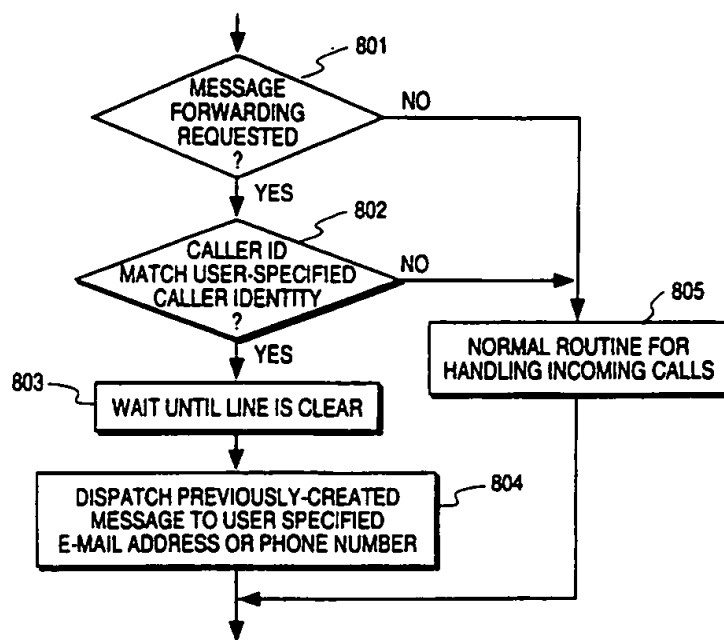 801
MESSAGE
FORWARDING
REQUESTED
?
NO
YES
802
CALLER ID
MATCH USER-SPECIFIED
CALLER IDENTITY
?
NO
YES
805
NORMAL ROUTINE FOR
HANDLING INCOMING CALLS
803
WAIT UNTIL LINE IS CLEAR
804
DISPATCH PREVIOUSLY-CREATED
MESSAGE TO USER SPECIFIED
E-MAIL ADDRESS OR PHONE NUMBER